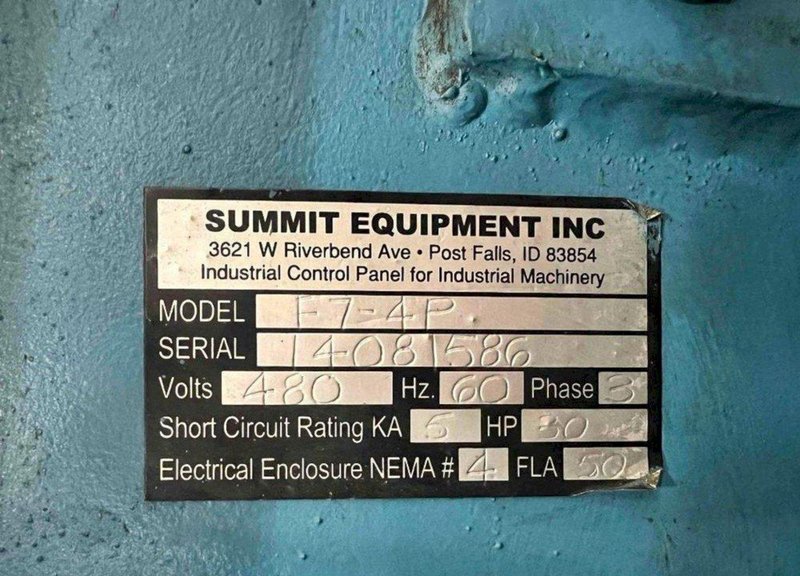 SUMMIT EQUIPMENT INC
3621 W Riverbend Ave • Post Falls, ID 83854
Industrial Control Panel for Industrial Machinery
MODEL F7-4P
SERIAL 14081586
Volts 480 Hz. 60 Phase 3
Short Circuit Rating KA 5 HP 30
Electrical Enclosure NEMA # 4 FLA 50